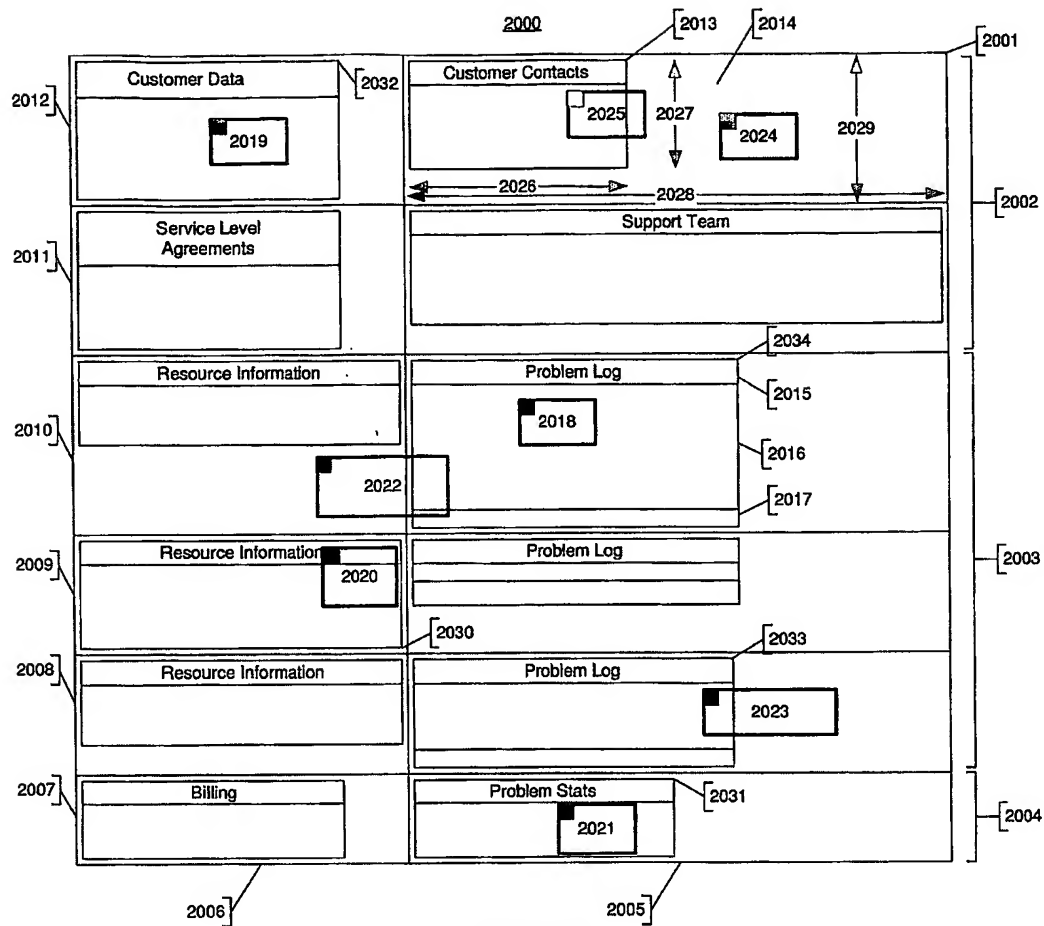 2000
2013
2014
2001
Customer Data
2032
Customer Contacts
2012
2019
2025
2027
2024
2029
2026
2028
2002
2011
Service Level
Agreements
Support Team
2034
Resource Information
Problem Log
2015
2010
2018
2016
2022
2017
Resource Information
Problem Log
2009
2020
2003
2030
2033
2008
Resource Information
Problem Log
2023
2007
Billing
Problem Stats
2031
2004
2021
2006
2005